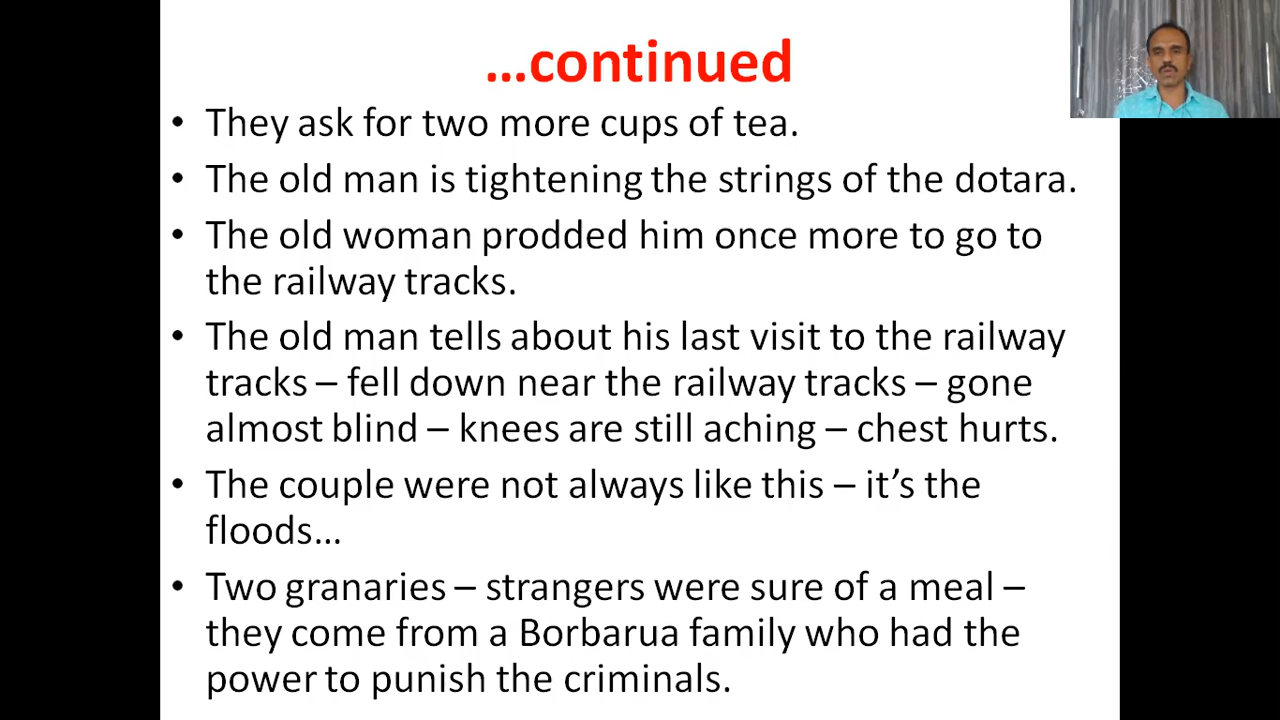 ...continued
• They ask for two more cups of tea.
• The old man is tightening the strings of the dotara.
• The old woman prodded him once more to go to
the railway tracks.
• The old man tells about his last visit to the railway
tracks – fell down near the railway tracks – gone
almost blind – knees are still aching – chest hurts.
• The couple were not always like this – it’s the
floods...
• Two granaries – strangers were sure of a meal –
they come from a Borbarua family who had the
power to punish the criminals.